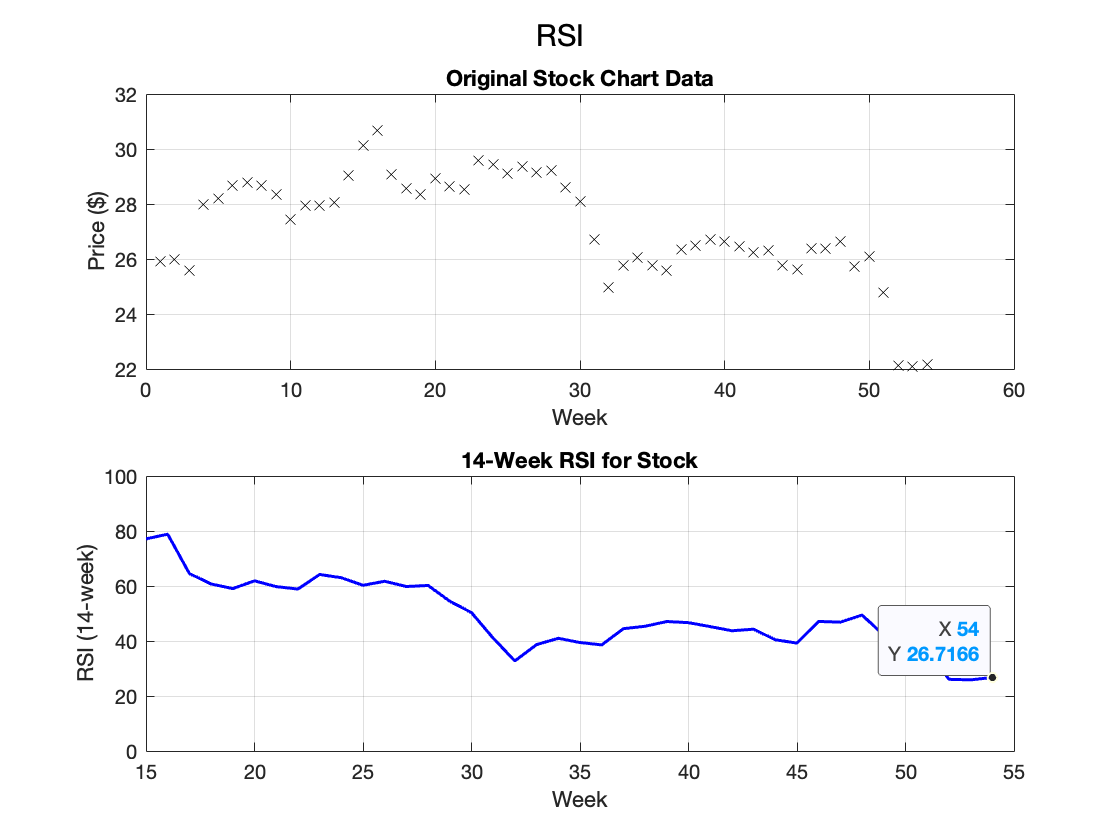 RSI
Original Stock Chart Data
32
30
28
26
24
22
Price ($)
0 10 20 30 40 50 60
Week
14-Week RSI for Stock
100
80
60
40
20
0
RSI (14-week)
X 54
Y 26.7166
15 20 25 30 35 40 45 50 55
Week